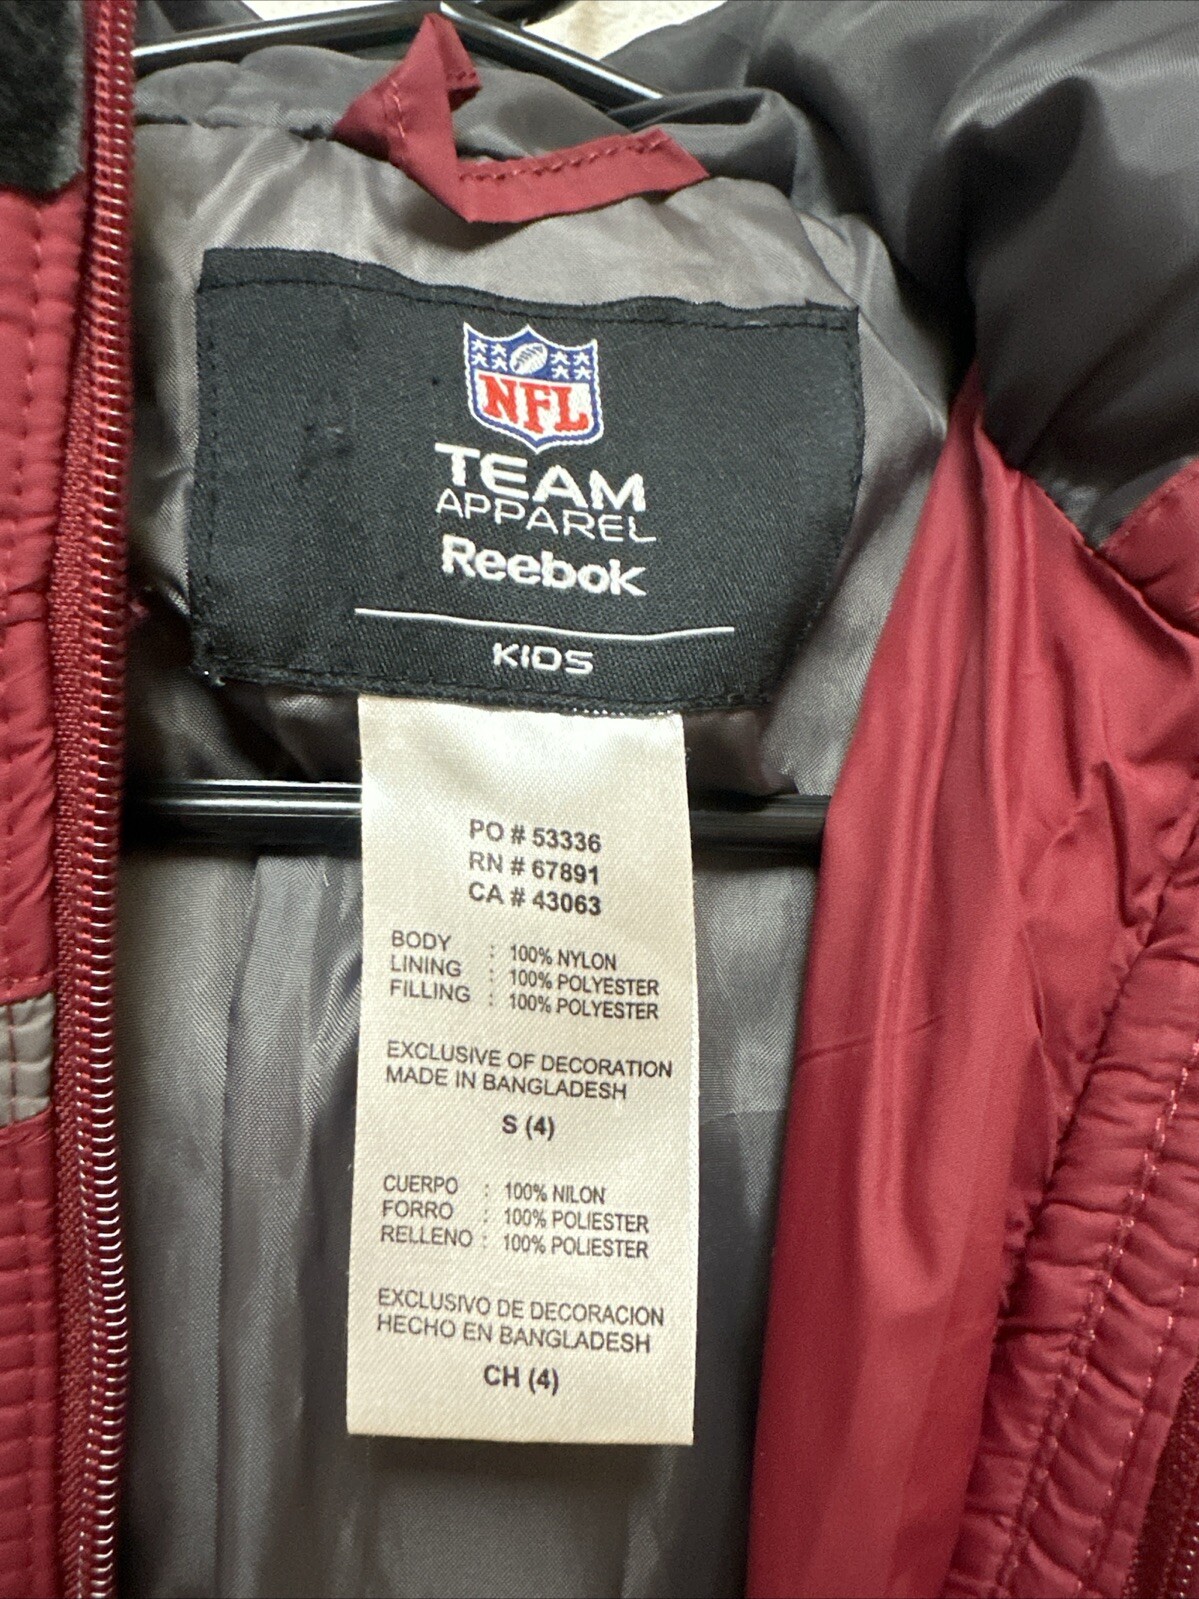 NFL
TEAM
APPAREL
Reebok
KIDS
PO # 53336
RN # 67891
CA # 43063
BODY : 100% NYLON
LINING : 100% POLYESTER
FILLING : 100% POLYESTER
EXCLUSIVE OF DECORATION
MADE IN BANGLADESH
S (4)
CUERPO : 100% NILON
FORRO : 100% POLIESTER
RELLENO : 100% POLIESTER
EXCLUSIVO DE DECORACION
HECHO EN BANGLADESH
CH (4)